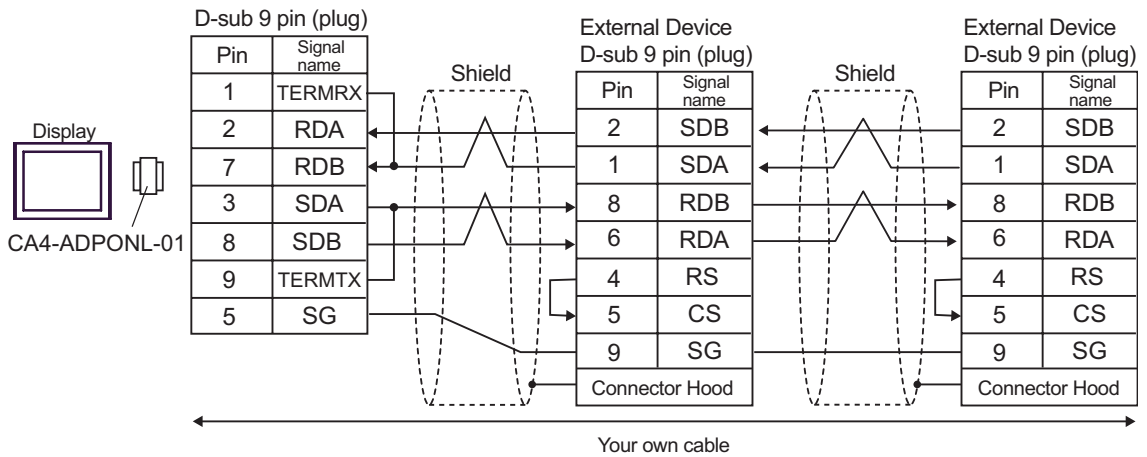 D-sub 9 pin (plug)
Pin Signal name
1 TERMRX
2 RDA
7 RDB
3 SDA
8 SDB
9 TERMTX
5 SG
Display
CA4-ADPONL-01
Shield
External Device
D-sub 9 pin (plug)
Pin Signal name
2 SDB
1 SDA
8 RDB
6 RDA
4 RS
5 CS
9 SG
Connector Hood
Shield
External Device
D-sub 9 pin (plug)
Pin Signal name
2 SDB
1 SDA
8 RDB
6 RDA
4 RS
5 CS
9 SG
Connector Hood
Your own cable